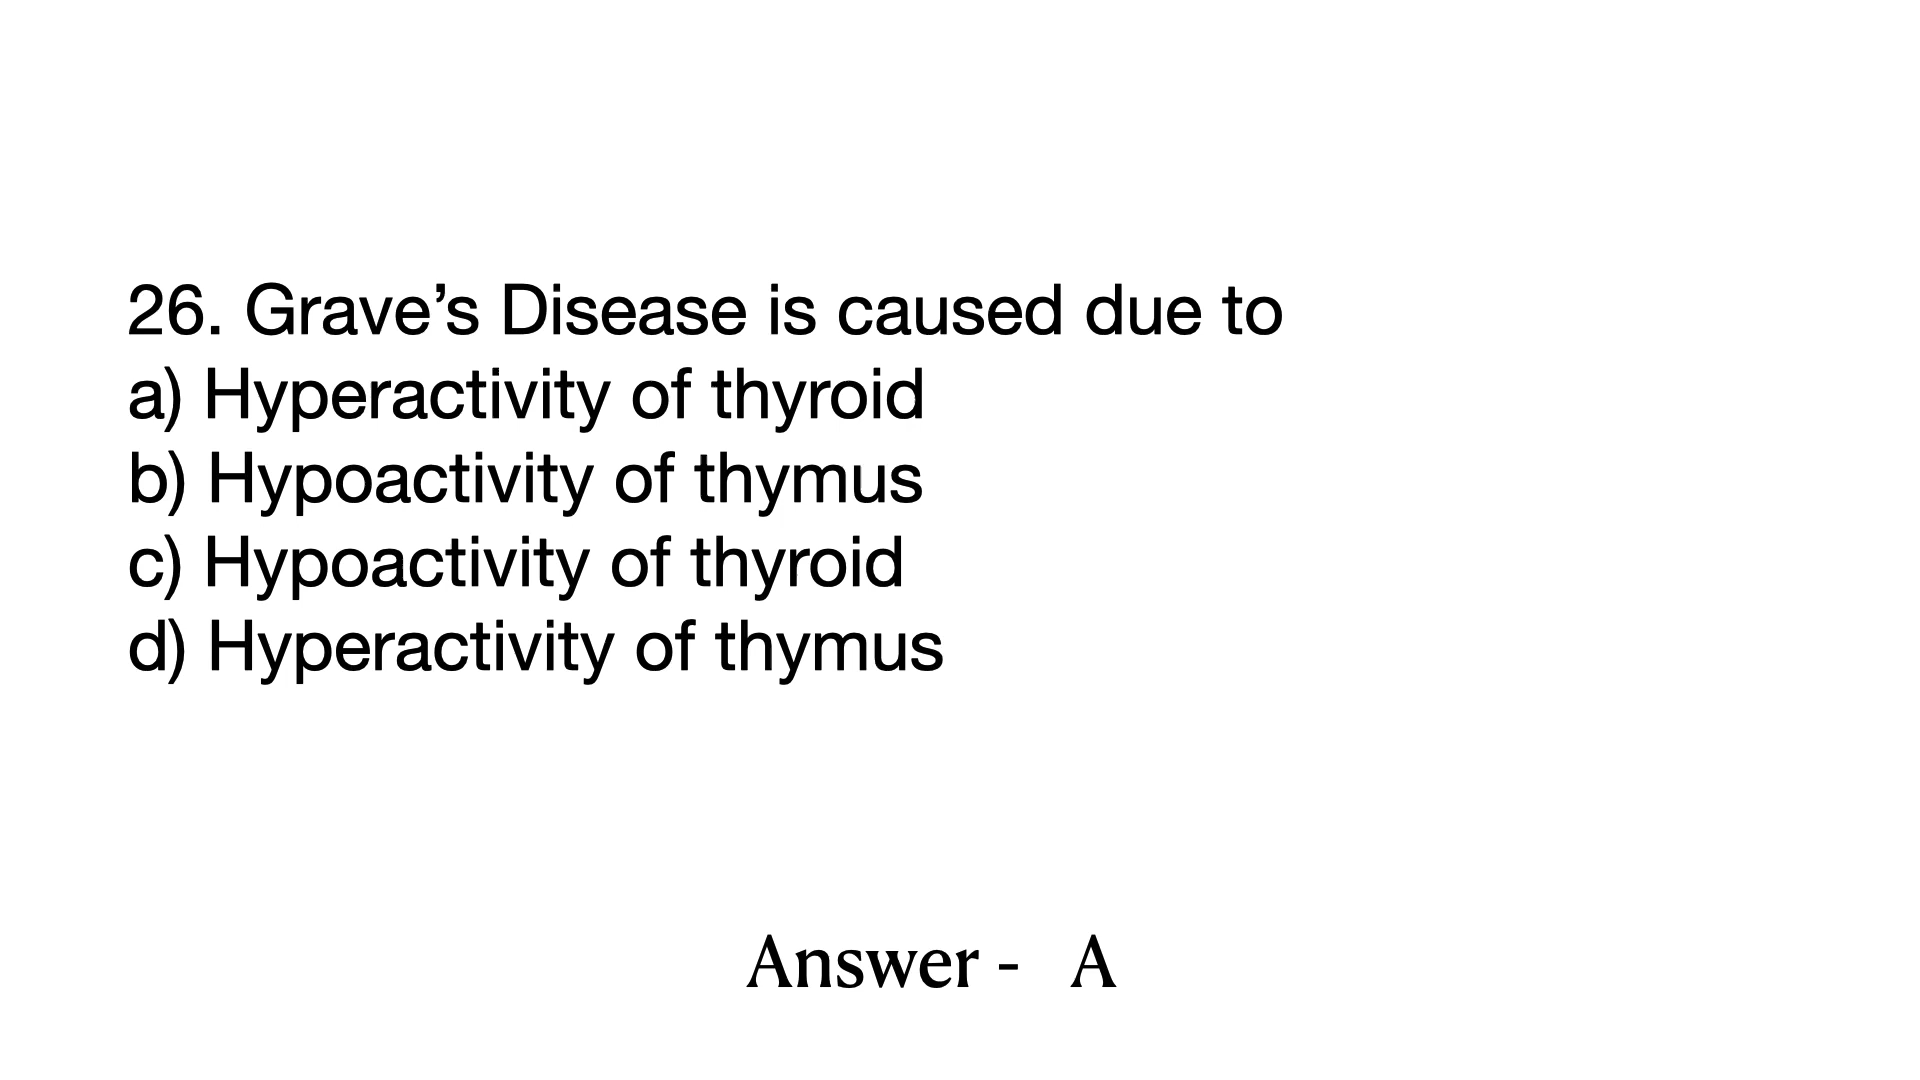 26. Grave’s Disease is caused due to
a) Hyperactivity of thyroid
b) Hypoactivity of thymus
c) Hypoactivity of thyroid
d) Hyperactivity of thymus
Answer - A